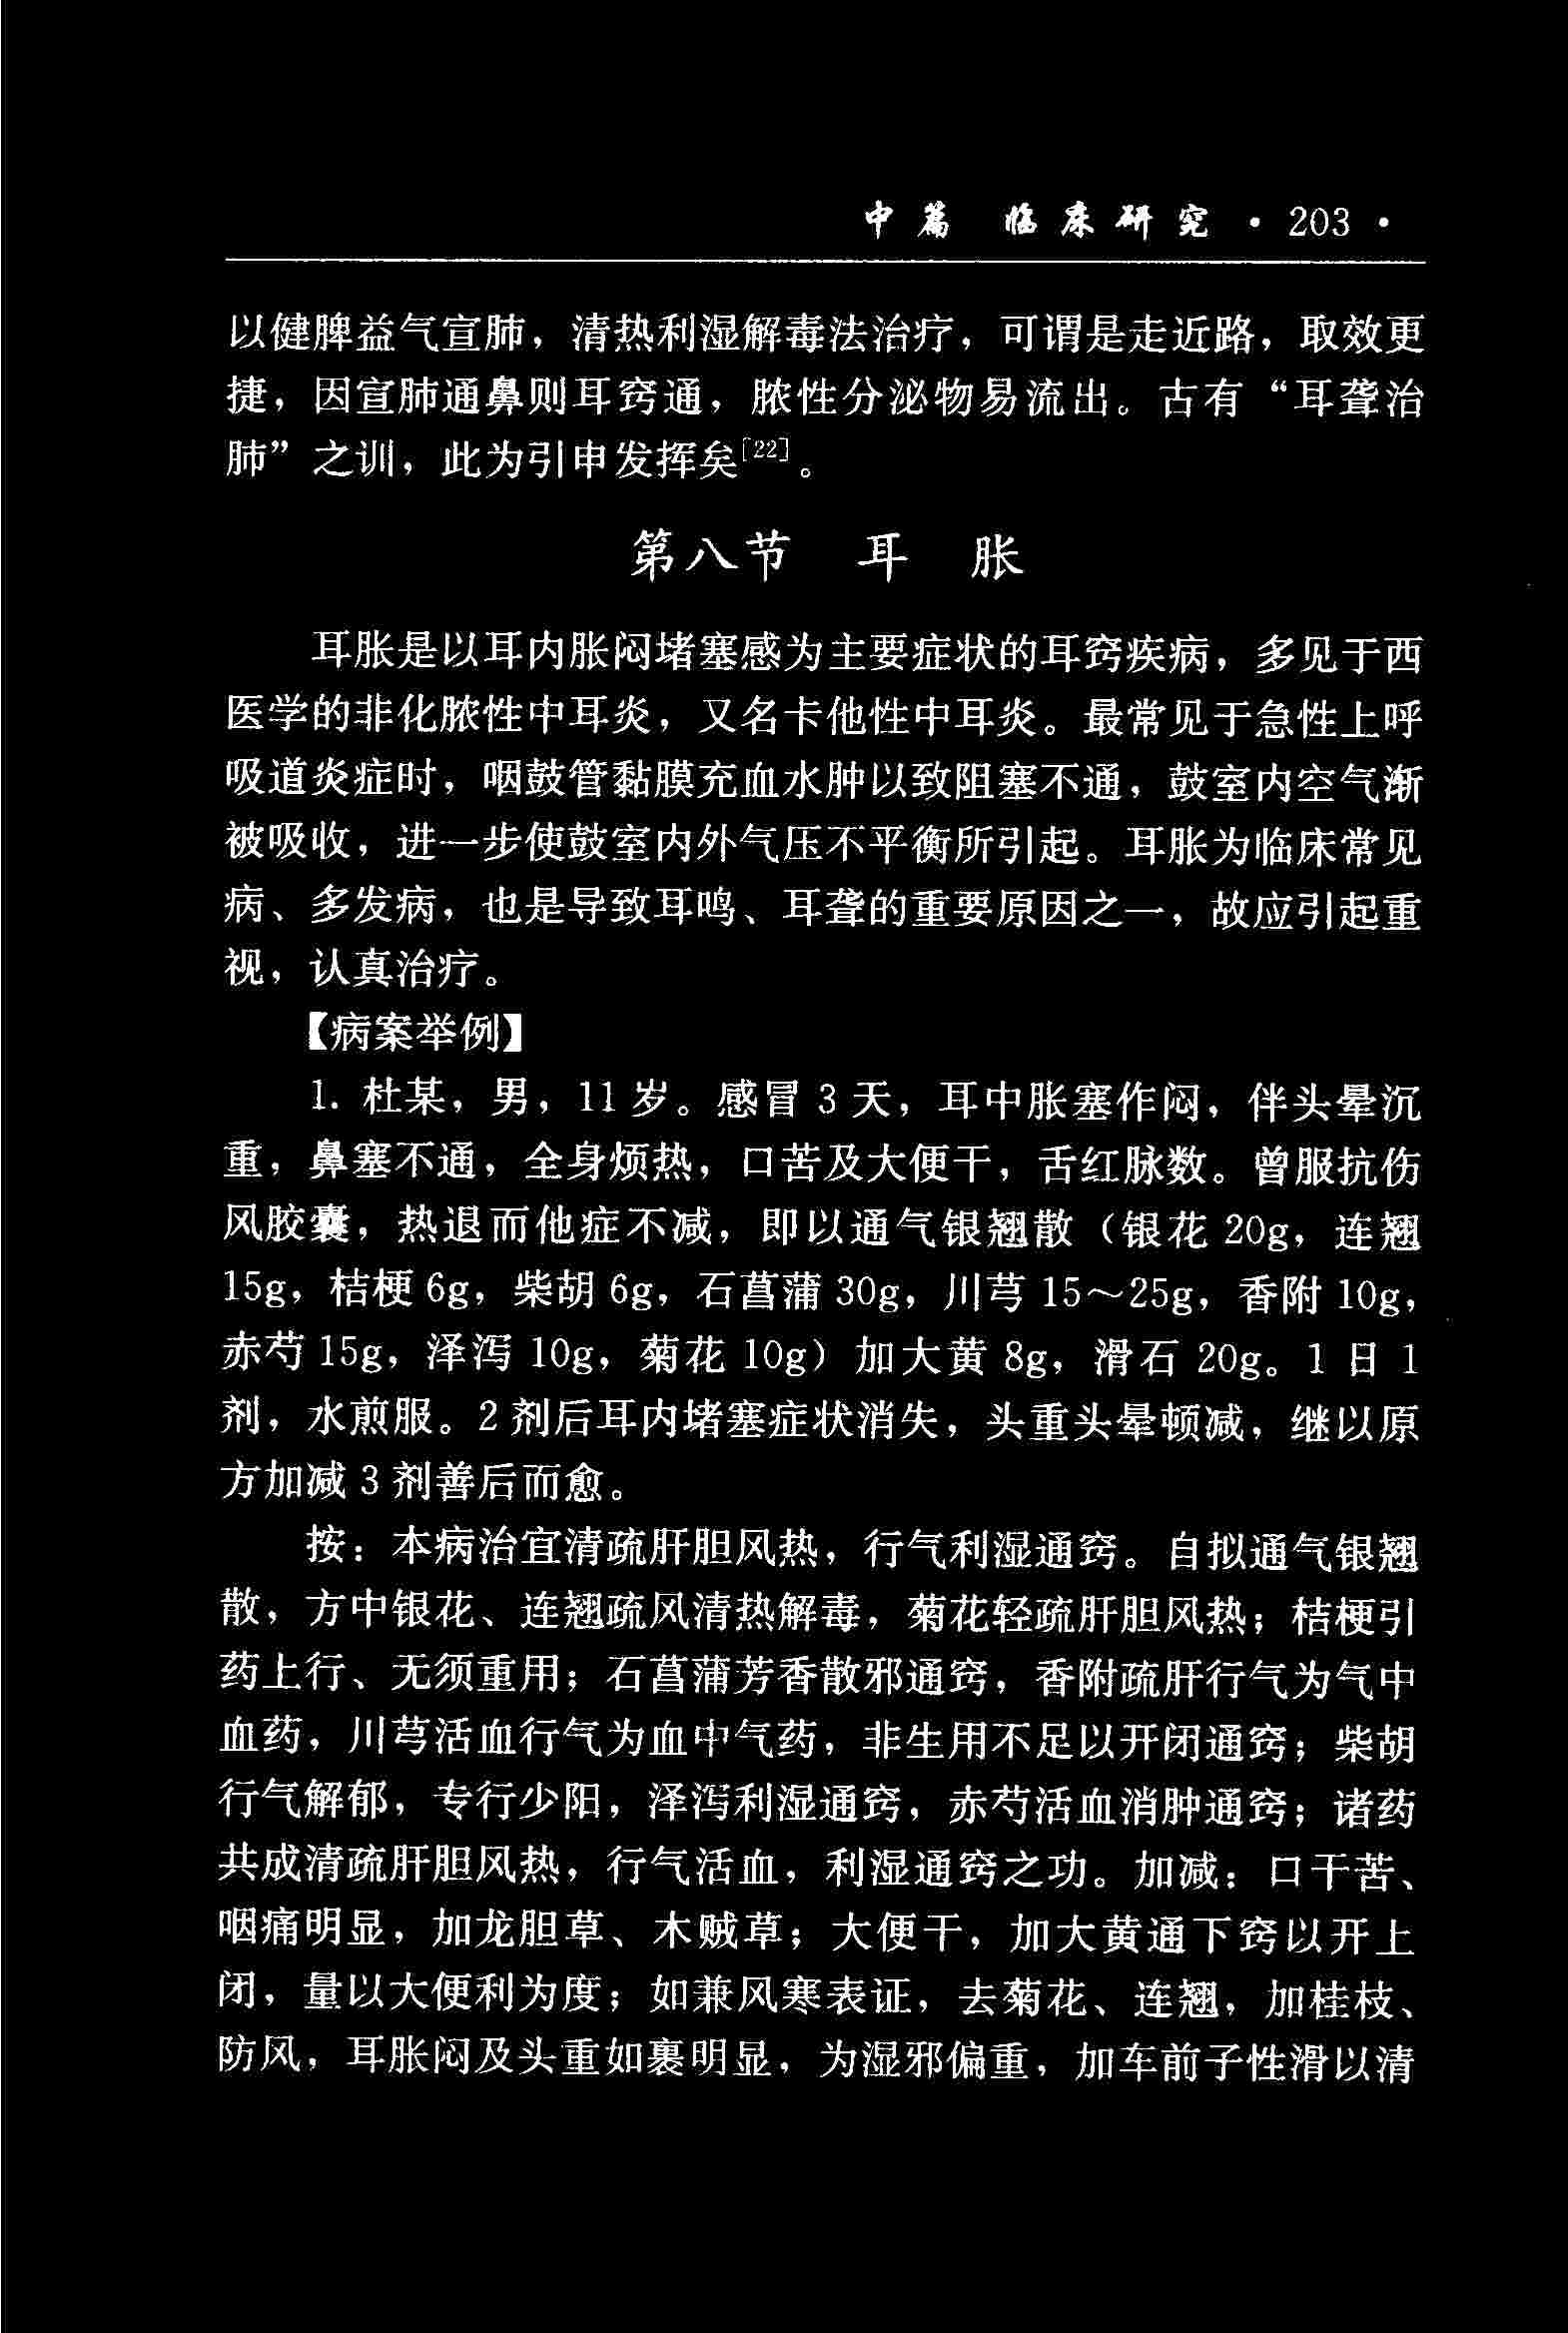 中篇 临床研究 · 203 ·
以健脾益气宣肺，清热利湿解毒法治疗，可谓是走近路，取效更
捷，因宣肺通鼻则耳窍通，脓性分泌物易流出。古有“耳聋治
肺”之训，此为引申发挥矣[22]。
第八节 耳 胀
耳胀是以耳内胀闷堵塞感为主要症状的耳窍疾病，多见于西
医学的非化脓性中耳炎，又名卡他性中耳炎。最常见于急性上呼
吸道炎症时，咽鼓管黏膜充血水肿以致阻塞不通，鼓室内空气渐
被吸收，进一步使鼓室内外气压不平衡所引起。耳胀为临床常见
病、多发病，也是导致耳鸣、耳聋的重要原因之一，故应引起重
视，认真治疗。
【病案举例】
1. 杜某，男，11 岁。感冒 3 天，耳中胀塞作闷，伴头晕沉
重，鼻塞不通，全身烦热，口苦及大便干，舌红脉数。曾服抗伤
风胶囊，热退而他症不减，即以通气银翘散（银花 20g，连翘
15g，桔梗 6g，柴胡 6g，石菖蒲 30g，川芎 15～25g，香附 10g，
赤芍 15g，泽泻 10g，菊花 10g）加大黄 8g，滑石 20g。1 日 1
剂，水煎服。2 剂后耳内堵塞症状消失，头重头晕顿减，继以原
方加减 3 剂善后而愈。
按：本病治宜清疏肝胆风热，行气利湿通窍。自拟通气银翘
散，方中银花、连翘疏风清热解毒，菊花轻疏肝胆风热；桔梗引
药上行、无须重用；石菖蒲芳香散邪通窍，香附疏肝行气为气中
血药，川芎活血行气为血中气药，非生用不足以开闭通窍；柴胡
行气解郁，专行少阳，泽泻利湿通窍，赤芍活血消肿通窍；诸药
共成清疏肝胆风热，行气活血，利湿通窍之功。加减：口干苦、
咽痛明显，加龙胆草、木贼草；大便干，加大黄通下窍以开上
闭，量以大便利为度；如兼风寒表证，去菊花、连翘，加桂枝、
防风，耳胀闷及头重如裹明显，为湿邪偏重，加车前子性滑以清